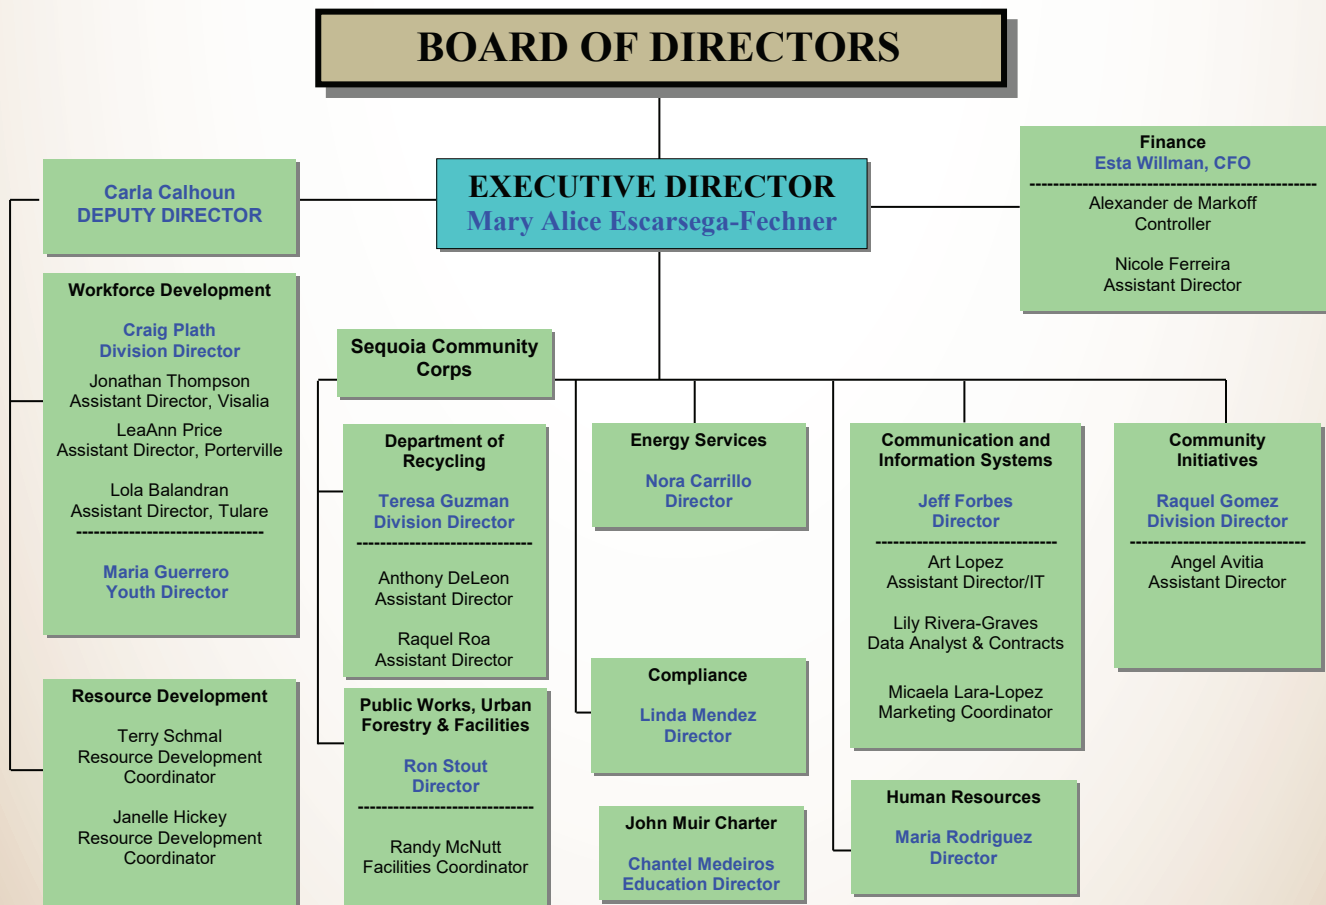 BOARD OF DIRECTORS
Carla Calhoun
DEPUTY DIRECTOR
EXECUTIVE DIRECTOR
Mary Alice Escarsega-Fechner
Finance
Esta Willman, CFO
Alexander de Markoff
Controller
Nicole Ferreira
Assistant Director
Workforce Development
Craig Plath
Division Director
Jonathan Thompson
Assistant Director, Visalia
LeaAnn Price
Assistant Director, Porterville
Lola Balandran
Assistant Director, Tulare
Maria Guerrero
Youth Director
Resource Development
Terry Schmal
Resource Development
Coordinator
Janelle Hickey
Resource Development
Coordinator
Sequoia Community
Corps
Department of
Recycling
Teresa Guzman
Division Director
Anthony DeLeon
Assistant Director
Raquel Roa
Assistant Director
Public Works, Urban
Forestry & Facilities
Ron Stout
Director
Randy McNutt
Facilities Coordinator
Energy Services
Nora Carrillo
Director
Compliance
Linda Mendez
Director
John Muir Charter
Chantel Medeiros
Education Director
Communication and
Information Systems
Jeff Forbes
Director
Art Lopez
Assistant Director/IT
Lily Rivera-Graves
Data Analyst & Contracts
Micaela Lara-Lopez
Marketing Coordinator
Human Resources
Maria Rodriguez
Director
Community
Initiatives
Raquel Gomez
Division Director
Angel Avitia
Assistant Director